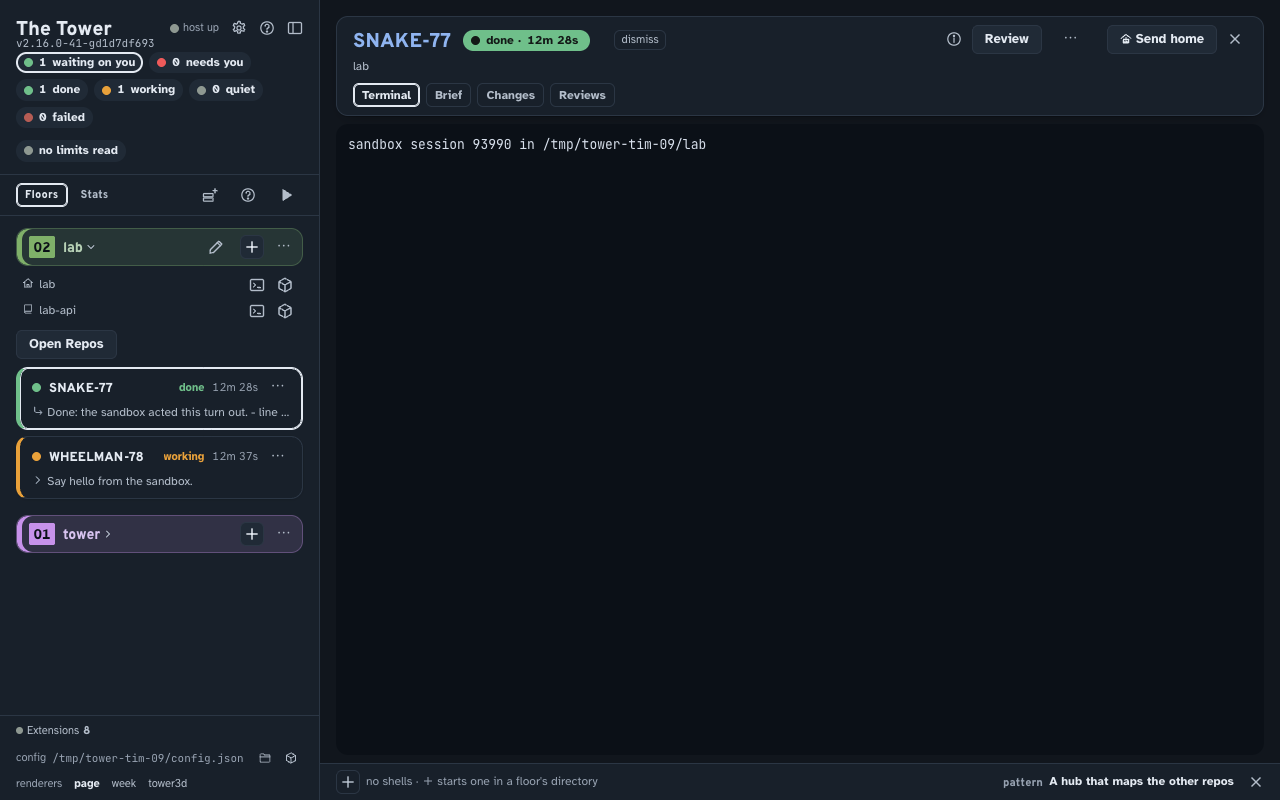 The Tower
host up
v2.16.0-41-gd1d7df693
1 waiting on you
0 needs you
1 done
1 working
0 quiet
0 failed
no limits read
Floors
Stats
02 lab
lab
lab-api
Open Repos
SNAKE-77 done 12m 28s ...
Done: the sandbox acted this turn out. - line ...
WHEELMAN-78 working 12m 37s ...
Say hello from the sandbox.
01 tower
Extensions 8
config /tmp/tower-tim-09/config.json
renderers page week tower3d
SNAKE-77 done · 12m 28s dismiss
Review ... Send home
lab
Terminal Brief Changes Reviews
sandbox session 93990 in /tmp/tower-tim-09/lab
no shells · + starts one in a floor's directory
pattern A hub that maps the other repos